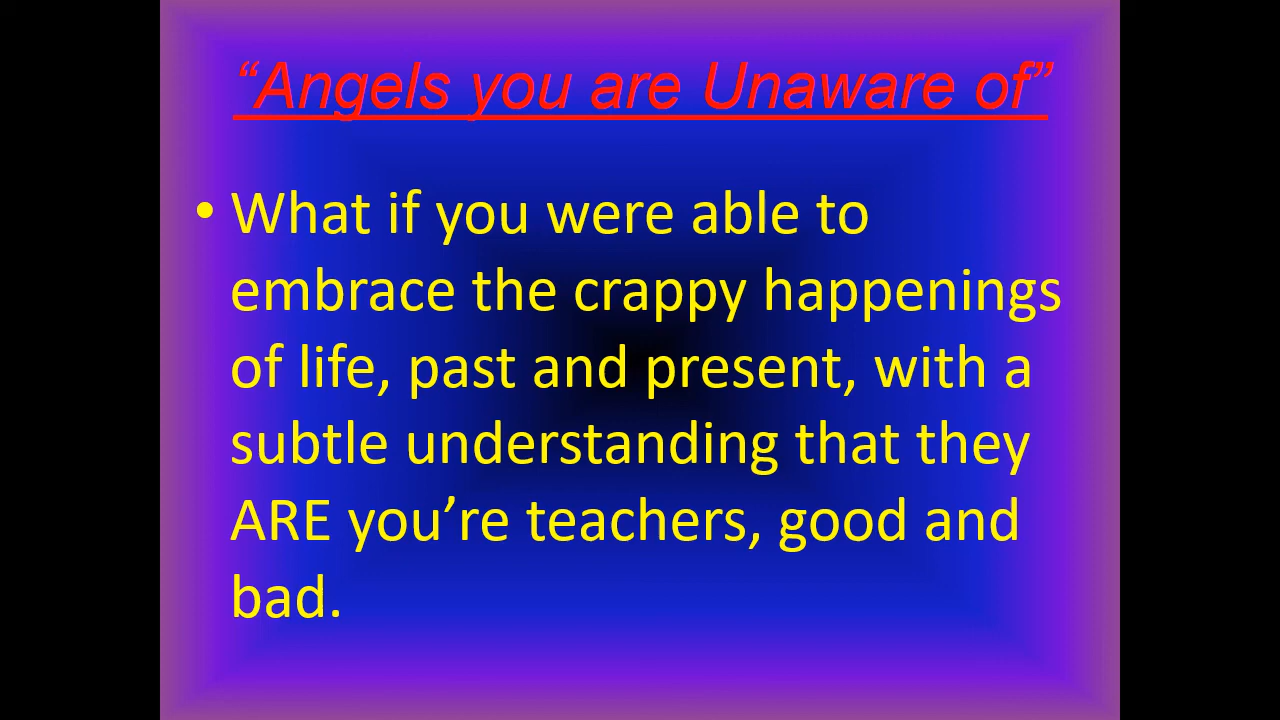 “Angels you are Unaware of”
• What if you were able to
embrace the crappy happenings
of life, past and present, with a
subtle understanding that they
ARE you’re teachers, good and
bad.